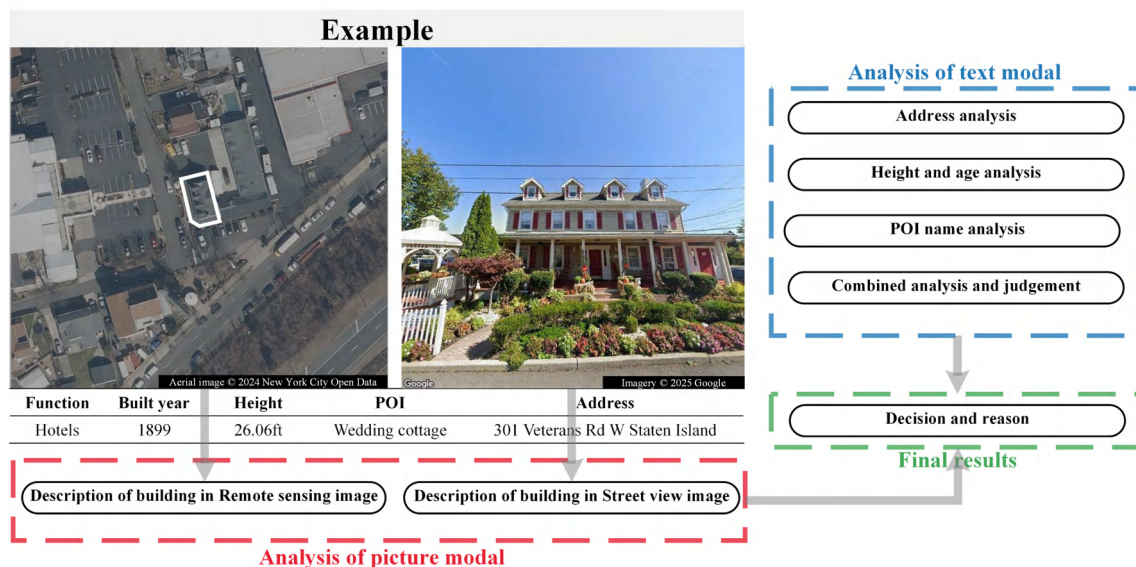 Example
Aerial image © 2024 New York City Open Data
Google
Imagery © 2025 Google
Function Built year Height POI Address
Hotels 1899 26.06ft Wedding cottage 301 Veterans Rd W Staten Island
Description of building in Remote sensing image
Description of building in Street view image
Analysis of picture modal
Analysis of text modal
Address analysis
Height and age analysis
POI name analysis
Combined analysis and judgement
Decision and reason
Final results